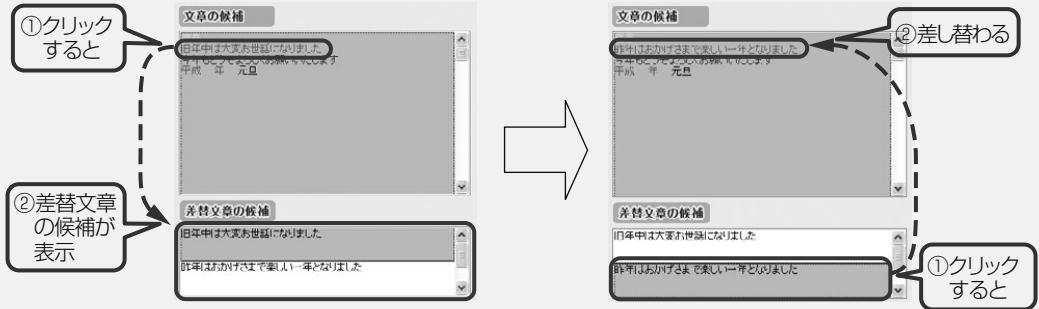 ①クリック
すると
文章の候補
旧年中は大変お世話になりました
今年もどうぞよろしくお願いいたします
平成 年 元旦
②差替文章
の候補が
表示
差替文章の候補
旧年中は大変お世話になりました
昨年はおかげさまで楽しい一年となりました
文章の候補
②差し替わる
昨年はおかげさまで楽しい一年となりました
今年もどうぞよろしくお願いいたします
平成 年 元旦
差替文章の候補
旧年中は大変お世話になりました
昨年はおかげさまで楽しい一年となりました
①クリック
すると